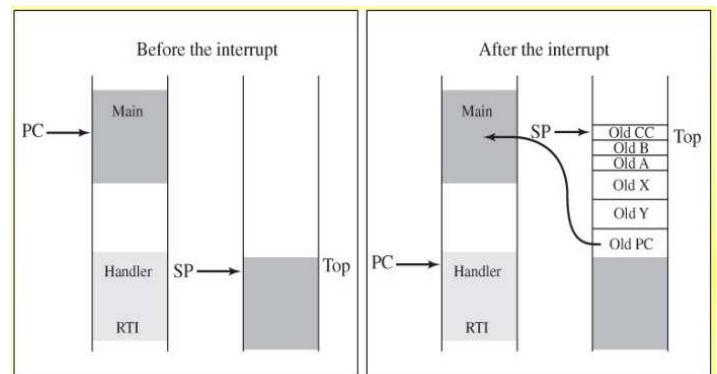 Before the interrupt
Main
PC
Handler
SP
Top
RTI
After the interrupt
Main
SP
Old CC
Top
Old B
Old A
Old X
Old Y
Old PC
PC
Handler
RTI